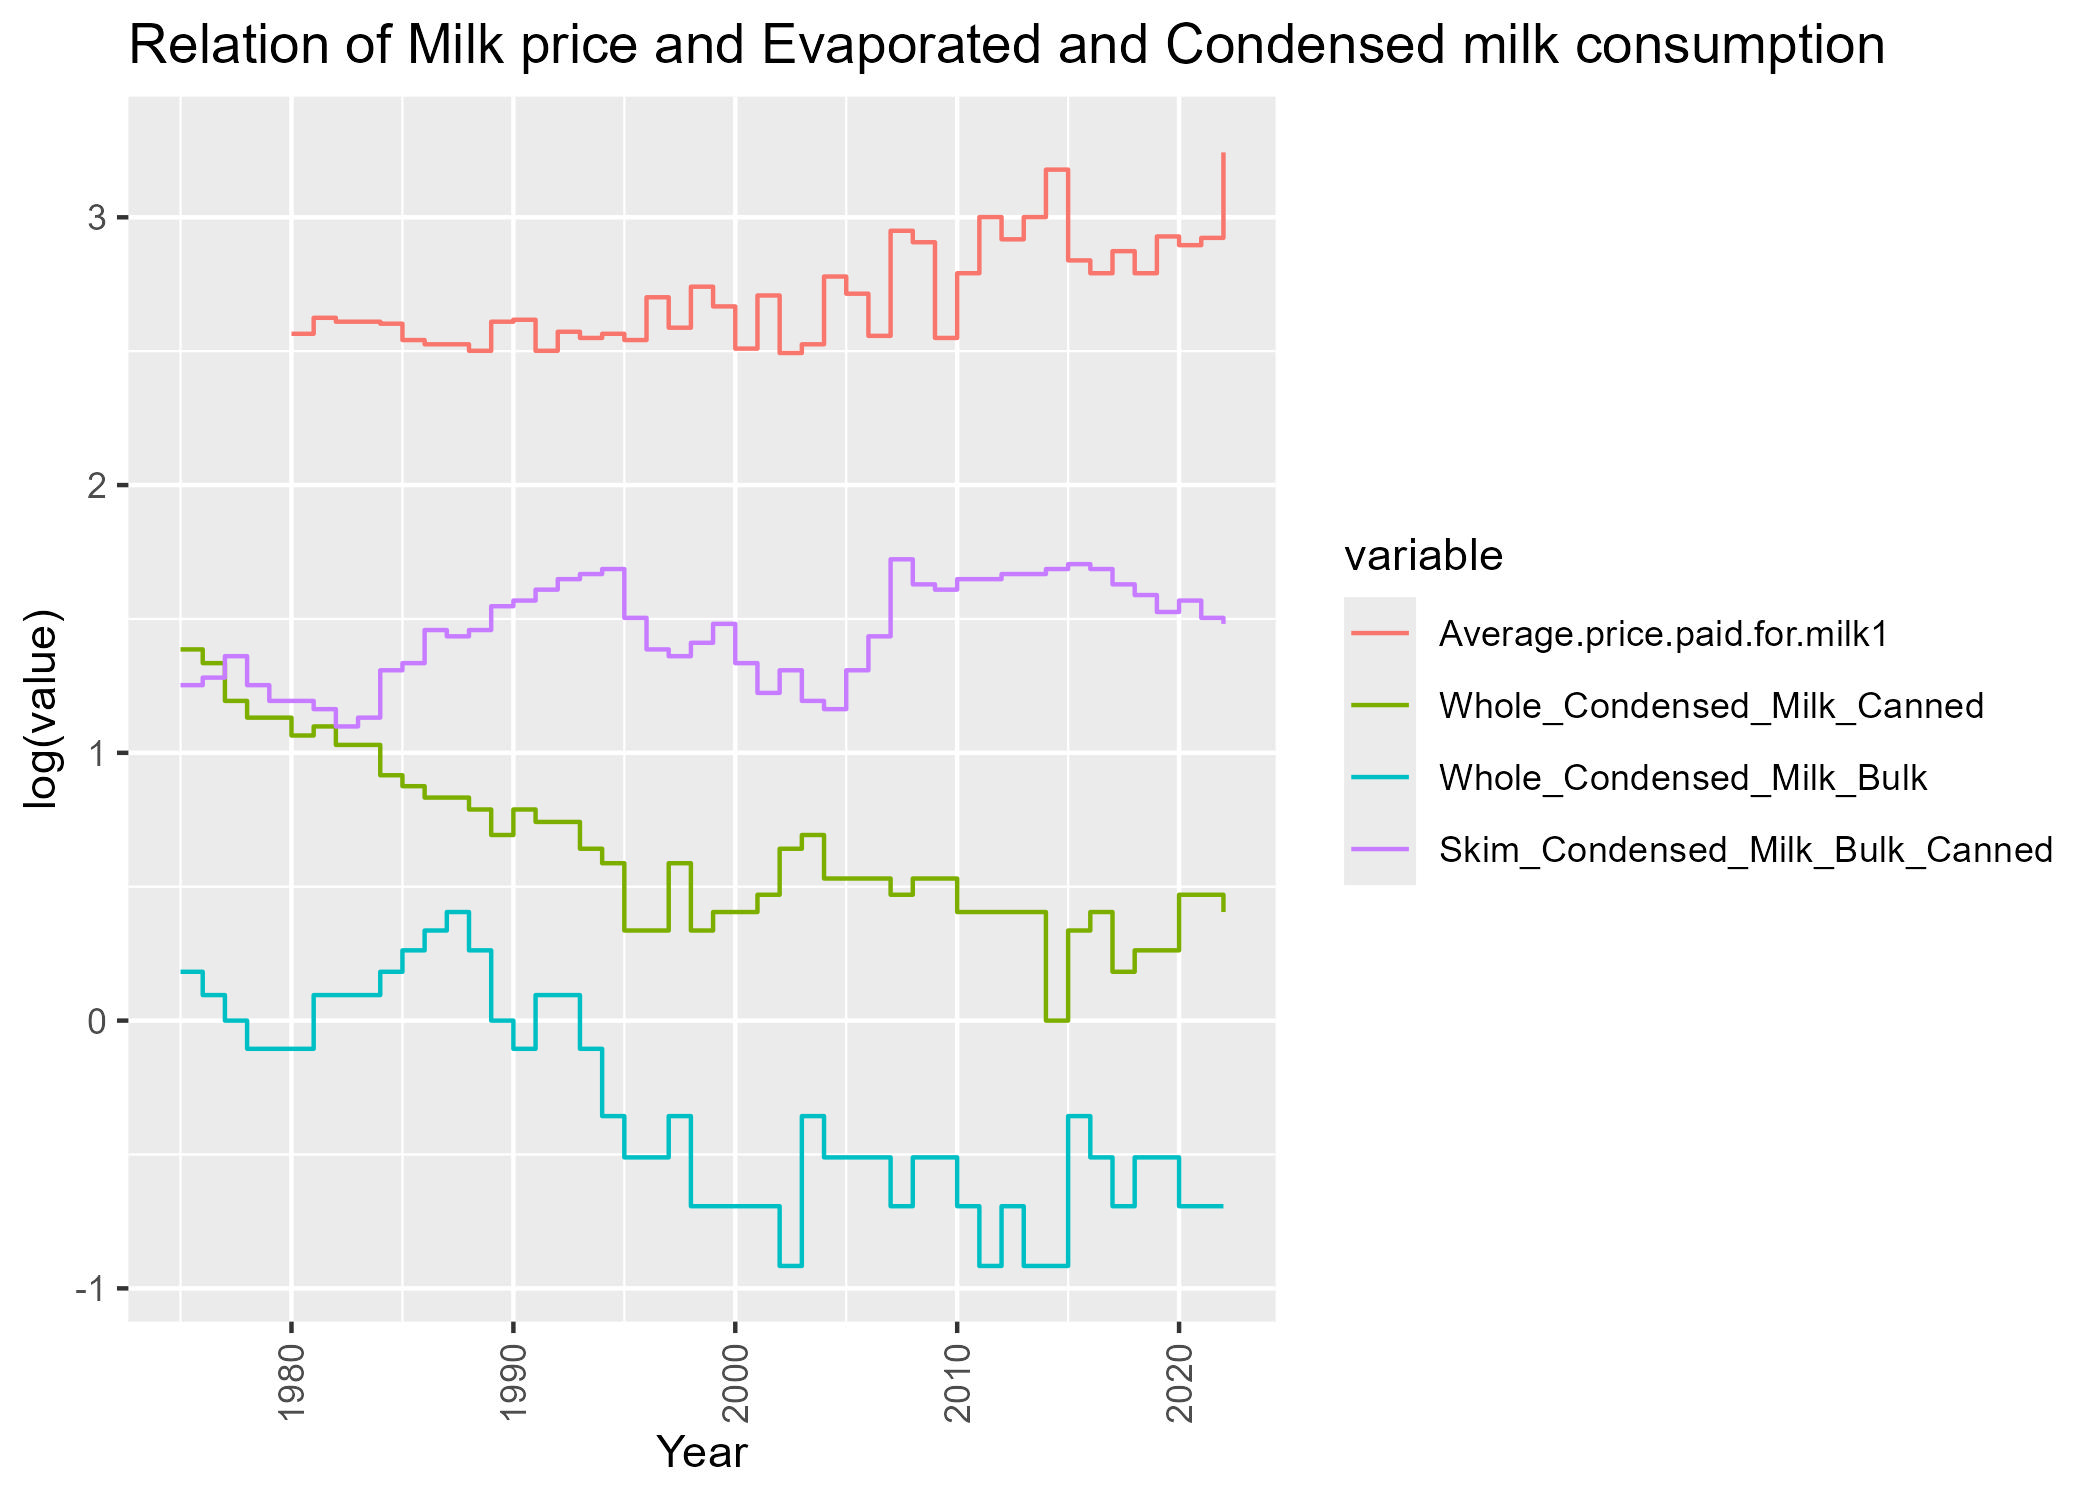 Relation of Milk price and Evaporated and Condensed milk consumption
log(value)
3
2
1
0
-1
1980
1990
2000
2010
2020
Year
variable
Average.price.paid.for.milk1
Whole_Condensed_Milk_Canned
Whole_Condensed_Milk_Bulk
Skim_Condensed_Milk_Bulk_Canned